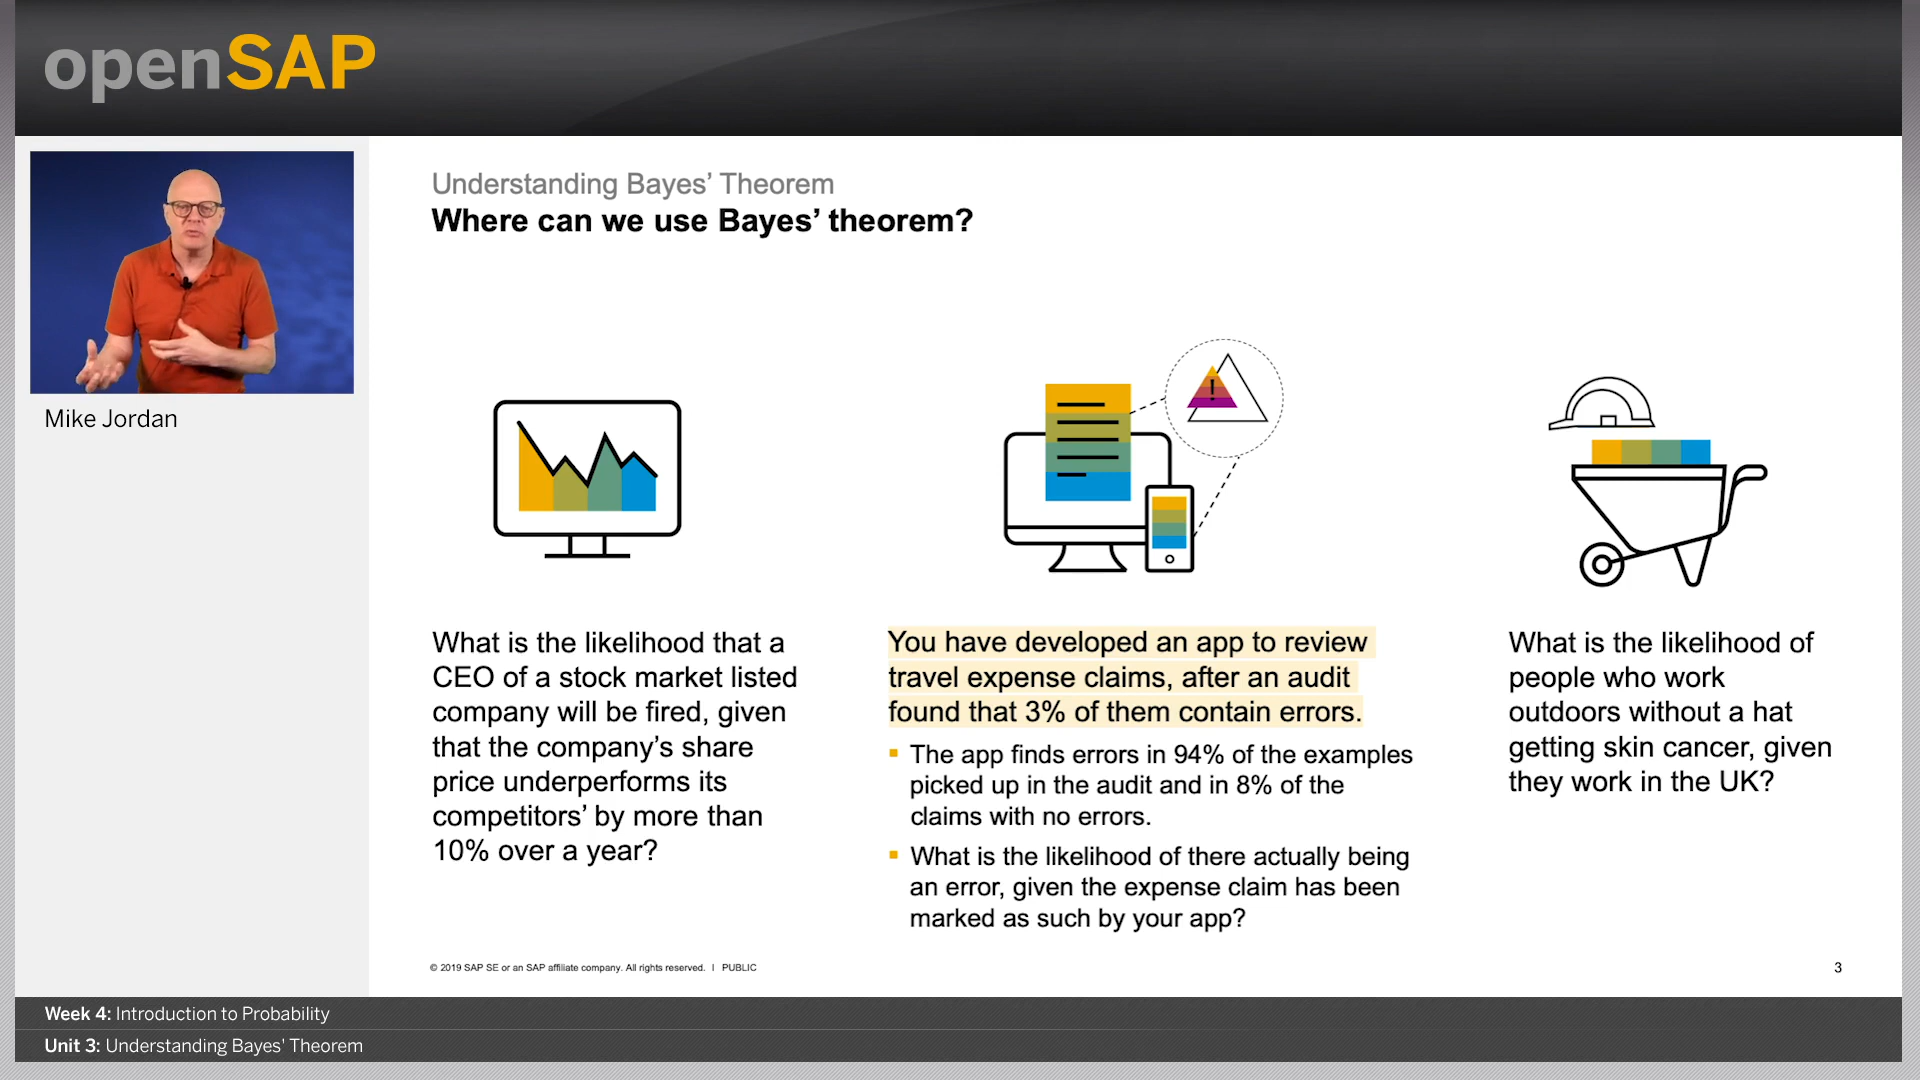 openSAP
Mike Jordan
Understanding Bayes’ Theorem
Where can we use Bayes’ theorem?
What is the likelihood that a
CEO of a stock market listed
company will be fired, given
that the company’s share
price underperforms its
competitors’ by more than
10% over a year?
You have developed an app to review
travel expense claims, after an audit
found that 3% of them contain errors.
▪ The app finds errors in 94% of the examples
picked up in the audit and in 8% of the
claims with no errors.
▪ What is the likelihood of there actually being
an error, given the expense claim has been
marked as such by your app?
What is the likelihood of
people who work
outdoors without a hat
getting skin cancer, given
they work in the UK?
© 2019 SAP SE or an SAP affiliate company. All rights reserved. ǀ PUBLIC
3
Week 4: Introduction to Probability
Unit 3: Understanding Bayes' Theorem